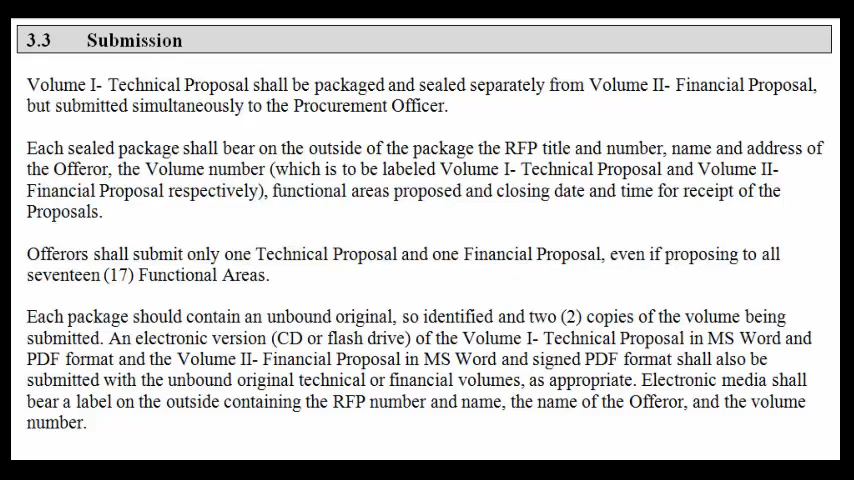 3.3 Submission
Volume I- Technical Proposal shall be packaged and sealed separately from Volume II- Financial Proposal,
but submitted simultaneously to the Procurement Officer.
Each sealed package shall bear on the outside of the package the RFP title and number, name and address of
the Offeror, the Volume number (which is to be labeled Volume I- Technical Proposal and Volume II-
Financial Proposal respectively), functional areas proposed and closing date and time for receipt of the
Proposals.
Offerors shall submit only one Technical Proposal and one Financial Proposal, even if proposing to all
seventeen (17) Functional Areas.
Each package should contain an unbound original, so identified and two (2) copies of the volume being
submitted. An electronic version (CD or flash drive) of the Volume I- Technical Proposal in MS Word and
PDF format and the Volume II- Financial Proposal in MS Word and signed PDF format shall also be
submitted with the unbound original technical or financial volumes, as appropriate. Electronic media shall
bear a label on the outside containing the RFP number and name, the name of the Offeror, and the volume
number.